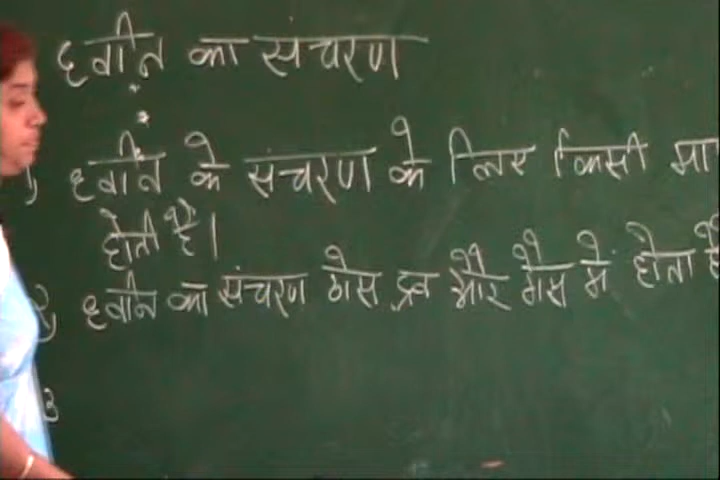 ध्वनि का संचरण
1) ध्वनि के संचरण के लिए किसी मा
होती है।
2) ध्वनि का संचरण गेस द्रव और गैस में होता है
3